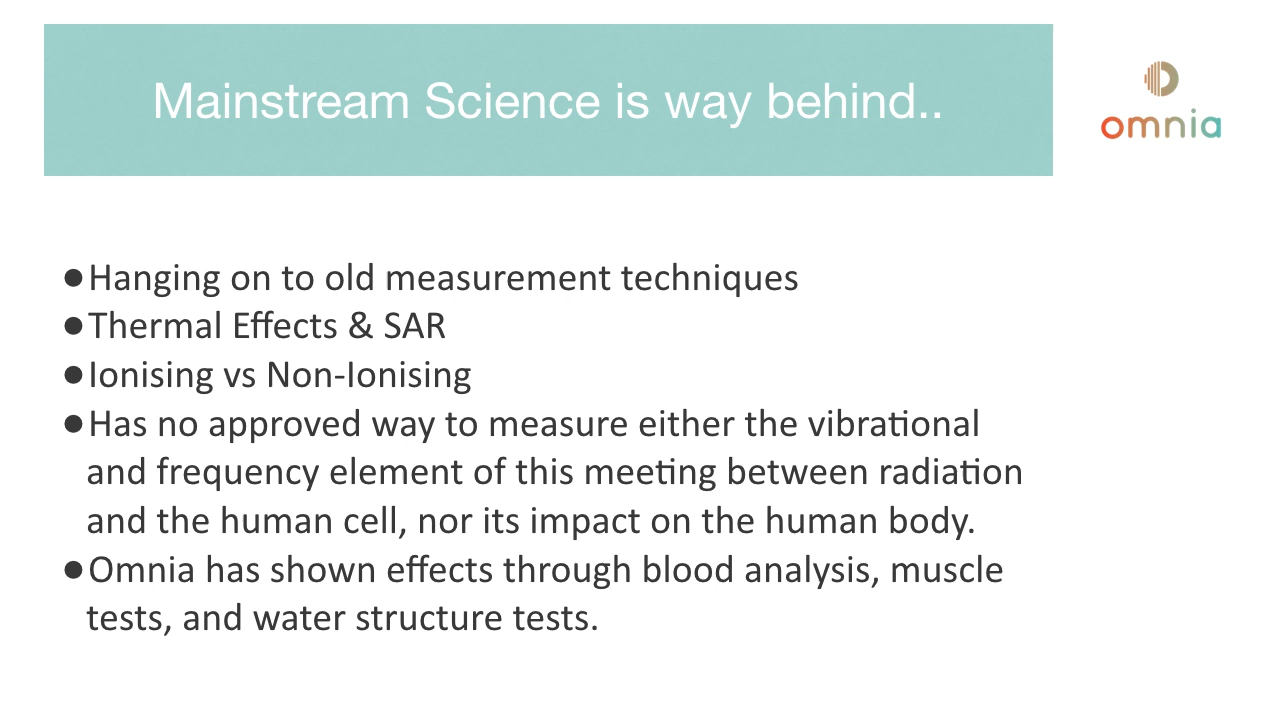 Mainstream Science is way behind..
omnia
●Hanging on to old measurement techniques
●Thermal Effects & SAR
●Ionising vs Non-Ionising
●Has no approved way to measure either the vibrational
and frequency element of this meeting between radiation
and the human cell, nor its impact on the human body.
●Omnia has shown effects through blood analysis, muscle
tests, and water structure tests.